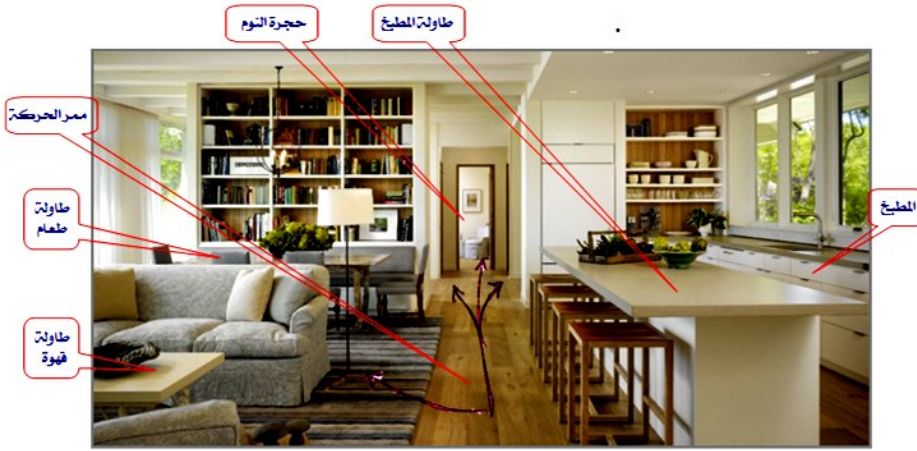 طاولة المطبخ
حجرة النوم
ممر الحركة
طاولة
طعام
المطبخ
طاولة
قهوة